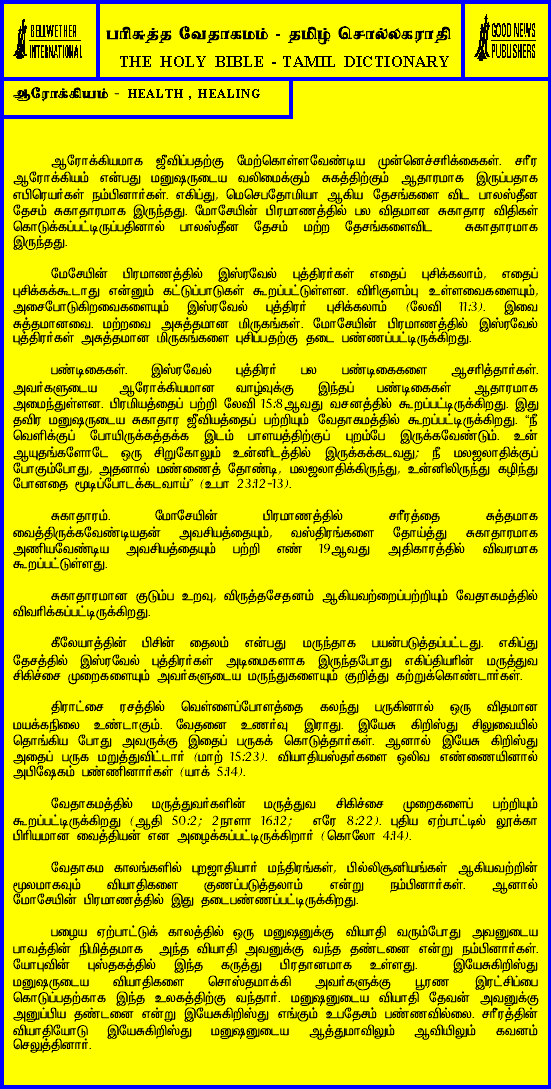 BELLWETHER
INTERNATIONAL
பரிசுத்த வேதாகமம் - தமிழ் சொல்லகராதி
THE HOLY BIBLE - TAMIL DICTIONARY
GOOD NEWS
PUBLISHERS
ஆரோக்கியம் - HEALTH , HEALING
ஆரோக்கியமாக ஜீவிப்பதற்கு மேற்கொள்ளவேண்டிய முன்னெச்சரிக்கைகள். சரீர
ஆரோக்கியம் என்பது மனுஷருடைய வலிமைக்கும் சுகத்திற்கும் ஆதாரமாக இருப்பதாக
எபிரெயர்கள் நம்பினார்கள். எகிப்து, மெசெபதோமியா ஆகிய தேசங்களை விட பாலஸ்தீன
தேசம் சுகாதாரமாக இருந்தது. மோசேயின் பிரமாணத்தில் பல விதமான சுகாதார விதிகள்
கொடுக்கப்பட்டிருப்பதினால் பாலஸ்தீன தேசம் மற்ற தேசங்களைவிட சுகாதாரமாக
இருந்தது.
மேசேயின் பிரமாணத்தில் இஸ்ரவேல் புத்திரர்கள் எதைப் புசிக்கலாம், எதைப்
புசிக்கக்கூடாது என்னும் கட்டுப்பாடுகள் கூறப்பட்டுள்ளன. விரிகுளம்பு உள்ளவைகளையும்,
அசைபோடுகிறவைகளையும் இஸ்ரவேல் புத்திரர் புசிக்கலாம் (லேவி 11:3). இவை
சுத்தமானவை. மற்றவை அசுத்தமான மிருகங்கள். மோசேயின் பிரமாணத்தில் இஸ்ரவேல்
புத்திரர்கள் அசுத்தமான மிருகங்களை புசிப்பதற்கு தடை பண்ணப்பட்டிருக்கிறது.
பண்டிகைகள். இஸ்ரவேல் புத்திரர் பல பண்டிகைகளை ஆசரித்தார்கள்.
அவர்களுடைய ஆரோக்கியமான வாழ்வுக்கு இந்தப் பண்டிகைகள் ஆதாரமாக
அமைந்துள்ளன. பிரமியத்தைப் பற்றி லேவி 15:8ஆவது வசனத்தில் கூறப்பட்டிருக்கிறது. இது
தவிர மனுஷருடைய சுகாதார ஜீவியத்தைப் பற்றியும் வேதாகமத்தில் கூறப்பட்டிருக்கிறது. "நீ
வெளிக்குப் போயிருக்கத்தக்க இடம் பாளயத்திற்குப் புறம்பே இருக்கவேண்டும். உன்
ஆயுதங்களோடே ஒரு சிறுகோலும் உன்னிடத்தில் இருக்கக்கடவது; நீ மலஜலாதிக்குப்
போகும்போது, அதனால் மண்ணைத் தோண்டி, மலஜலாதிக்கிருந்து, உன்னிலிருந்து கழிந்து
போனதை மூடிப்போடக்கடவாய்" (உபா 23:12-13).
சுகாதாரம். மோசேயின் பிரமாணத்தில் சரீரத்தை சுத்தமாக
வைத்திருக்கவேண்டியதன் அவசியத்தையும், வஸ்திரங்களை தோய்த்து சுகாதாரமாக
அணியவேண்டிய அவசியத்தையும் பற்றி எண் 19ஆவது அதிகாரத்தில் விவரமாக
கூறப்பட்டுள்ளது.
சுகாதாரமான குடும்ப உறவு, விருத்தசேதனம் ஆகியவற்றைப்பற்றியும் வேதாகமத்தில்
விவரிக்கப்பட்டிருக்கிறது.
கீலேயாத்தின் பிசின் தைலம் என்பது மருந்தாக பயன்படுத்தப்பட்டது. எகிப்து
தேசத்தில் இஸ்ரவேல் புத்திரர்கள் அடிமைகளாக இருந்தபோது எகிப்தியரின் மருத்துவ
சிகிச்சை முறைகளையும் அவர்களுடைய மருந்துகளையும் குறித்து கற்றுக்கொண்டார்கள்.
திராட்சை ரசத்தில் வெள்ளைப்போளத்தை கலந்து பருகினால் ஒரு விதமான
மயக்கநிலை உண்டாகும். வேதனை உணர்வு இராது. இயேசு கிறிஸ்து சிலுவையில்
தொங்கிய போது அவருக்கு இதைப் பருகக் கொடுத்தார்கள். ஆனால் இயேசு கிறிஸ்து
அதைப் பருக மறுத்துவிட்டார் (மாற் 15:23). வியாதியஸ்தர்களை ஒலிவ எண்ணெயினால்
அபிஷேகம் பண்ணினார்கள் (யாக் 5:14).
வேதாகமத்தில் மருத்துவர்களின் மருத்துவ சிகிச்சை முறைகளைப் பற்றியும்
கூறப்பட்டிருக்கிறது (ஆதி 50:2; 2நாளா 16:12; எரே 8:22). புதிய ஏற்பாட்டில் லூக்கா
பிரியமான வைத்தியன் என அழைக்கப்பட்டிருக்கிறார் (கொலோ 4:14).
வேதாகம காலங்களில் புறஜாதியார் மந்திரங்கள், பில்லிசூனியங்கள் ஆகியவற்றின்
மூலமாகவும் வியாதிகளை குணப்படுத்தலாம் என்று நம்பினார்கள். ஆனால்
மோசேயின் பிரமாணத்தில் இது தடைபண்ணப்பட்டிருக்கிறது.
பழைய ஏற்பாட்டுக் காலத்தில் ஒரு மனுஷனுக்கு வியாதி வரும்போது அவனுடைய
பாவத்தின் நிமித்தமாக அந்த வியாதி அவனுக்கு வந்த தண்டனை என்று நம்பினார்கள்.
யோபுவின் புஸ்தகத்தில் இந்த கருத்து பிரதானமாக உள்ளது. இயேசுகிறிஸ்து
மனுஷருடைய வியாதிகளை சொஸ்தமாக்கி அவர்களுக்கு பூரண இரட்சிப்பை
கொடுப்பதற்காக இந்த உலகத்திற்கு வந்தார். மனுஷனுடைய வியாதி தேவன் அவனுக்கு
அனுப்பிய தண்டனை என்று இயேசுகிறிஸ்து எங்கும் உபதேசம் பண்ணவில்லை. சரீரத்தின்
வியாதியோடு இயேசுகிறிஸ்து மனுஷனுடைய ஆத்துமாவிலும் ஆவியிலும் கவனம்
செலுத்தினார்.